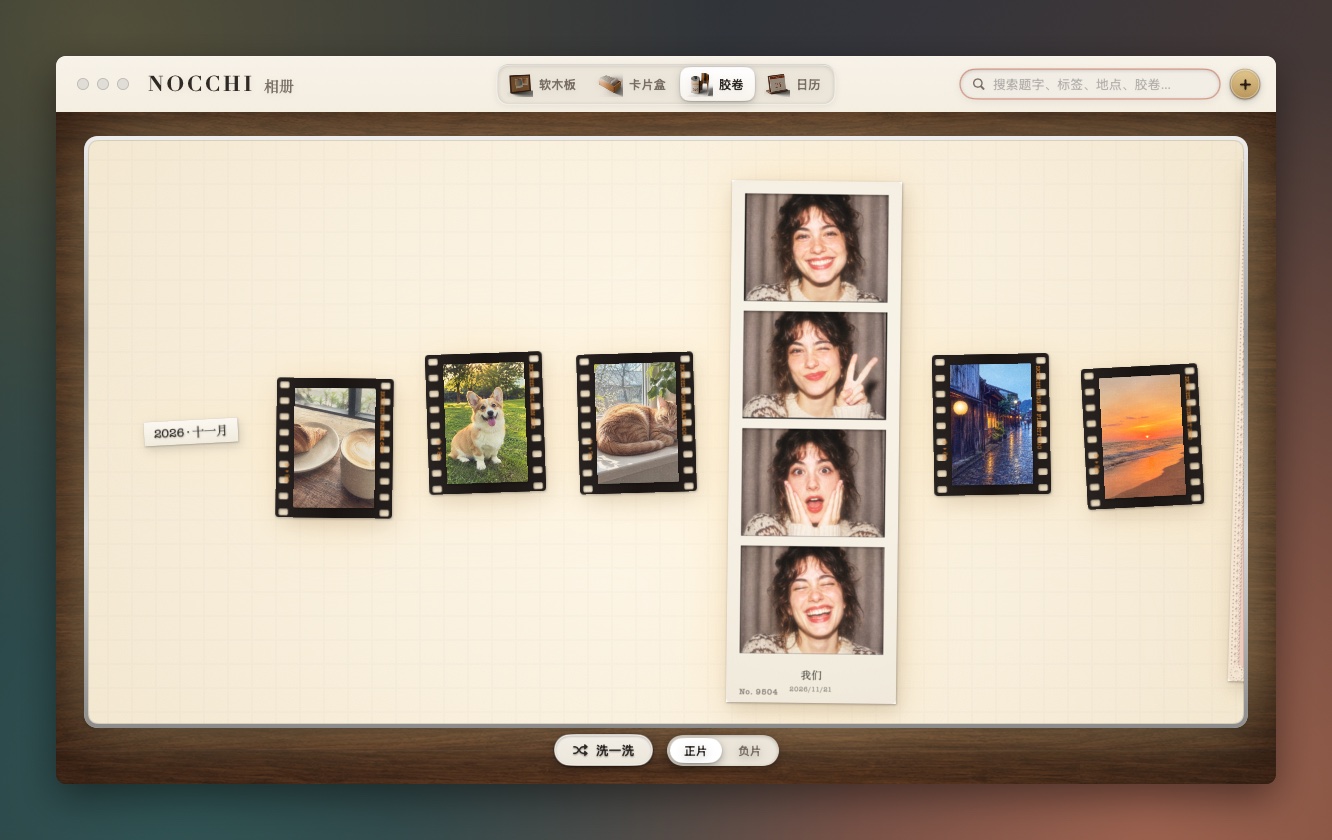 NOCCHI 相册
软木板
卡片盒
胶卷
日历
搜索题字、标签、地点、胶卷...
2026·十一月
我们
No. 9804 2026/11/21
洗一洗
正片
负片